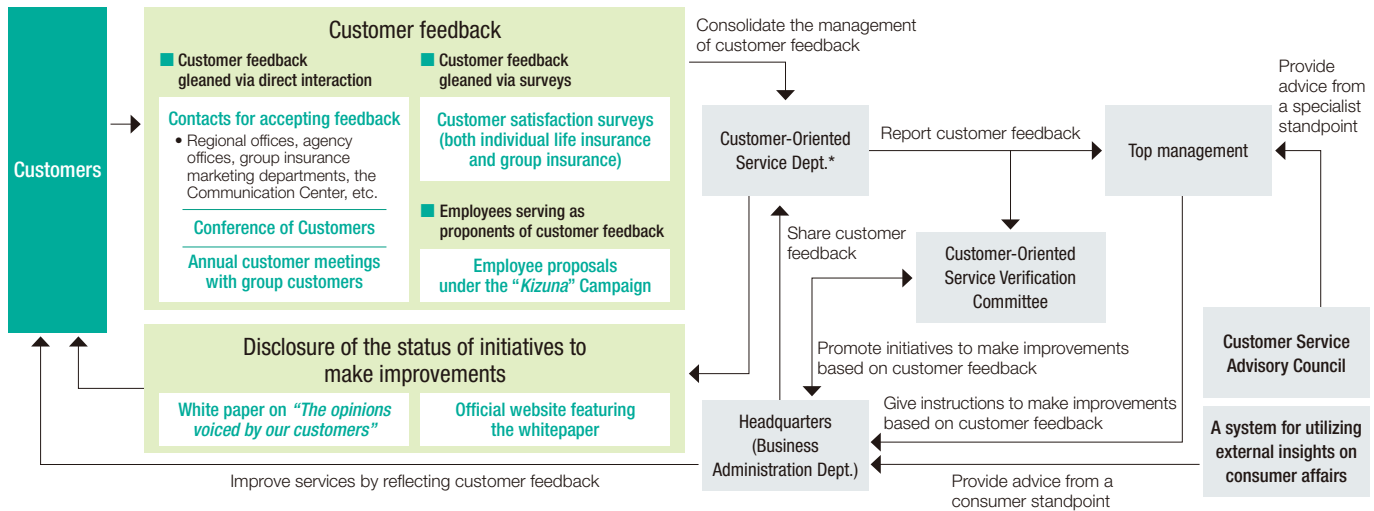 Customers
Customer feedback
Customer feedback
gleaned via direct interaction
Contacts for accepting feedback
• Regional offices, agency
offices, group insurance
marketing departments, the
Communication Center, etc.
Conference of Customers
Annual customer meetings
with group customers
Customer feedback
gleaned via surveys
Customer satisfaction surveys
(both individual life insurance
and group insurance)
Employees serving as
proponents of customer feedback
Employee proposals
under the “Kizuna” Campaign
Disclosure of the status of initiatives to
make improvements
White paper on “The opinions
voiced by our customers”
Official website featuring
the whitepaper
Improve services by reflecting customer feedback
Consolidate the management
of customer feedback
Customer-Oriented
Service Dept.*
Report customer feedback
Top management
Provide
advice from
a specialist
standpoint
Share customer
feedback
Customer-Oriented
Service Verification
Committee
Promote initiatives to make improvements
based on customer feedback
Give instructions to make improvements
based on customer feedback
Headquarters
(Business
Administration Dept.)
Provide advice from a
consumer standpoint
Customer Service
Advisory Council
A system for utilizing
external insights on
consumer affairs